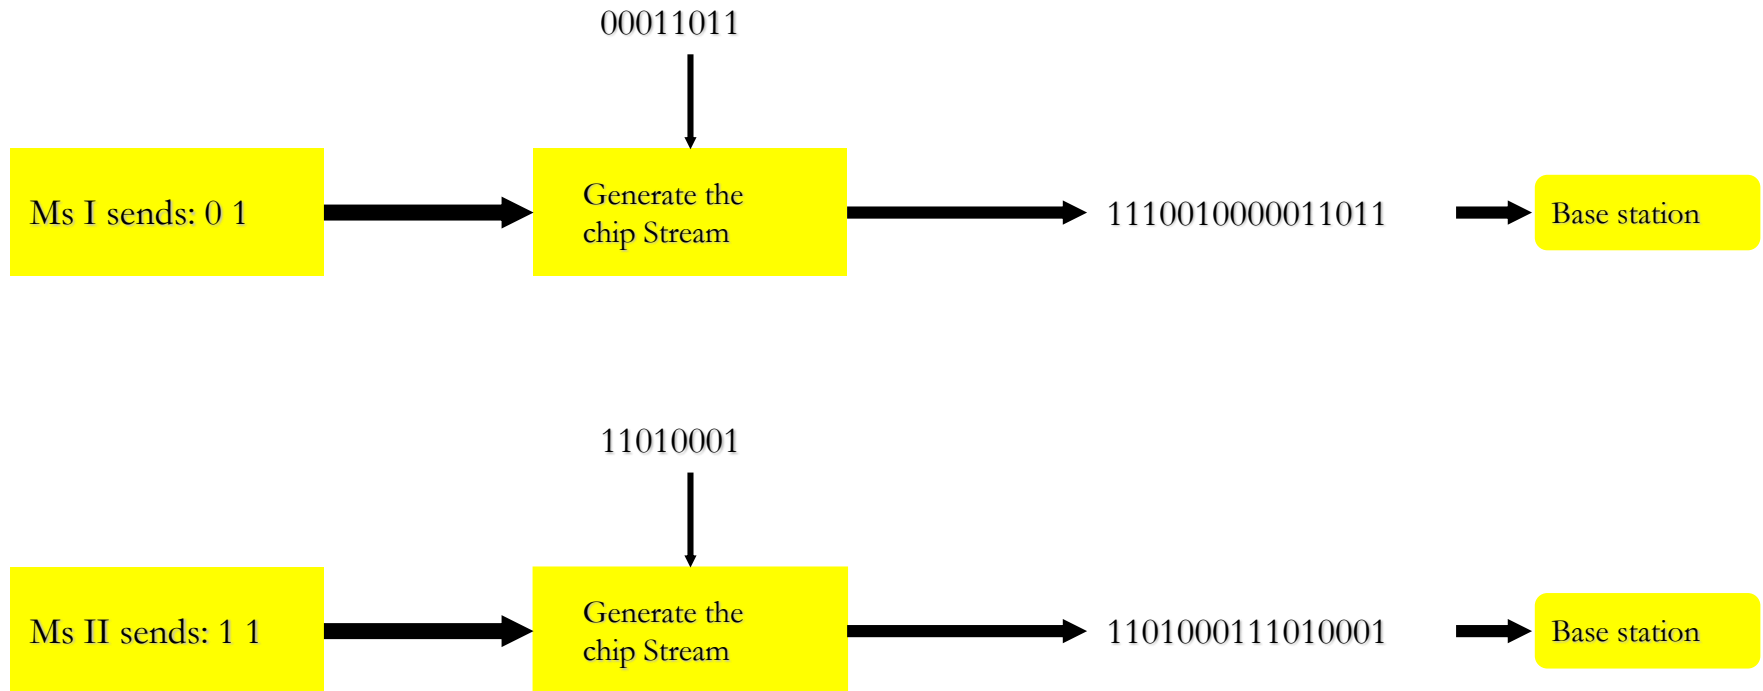 00011011
Ms I sends: 0 1
Generate the
chip Stream
1110010000011011
Base station
11010001
Ms II sends: 1 1
Generate the
chip Stream
1101000111010001
Base station